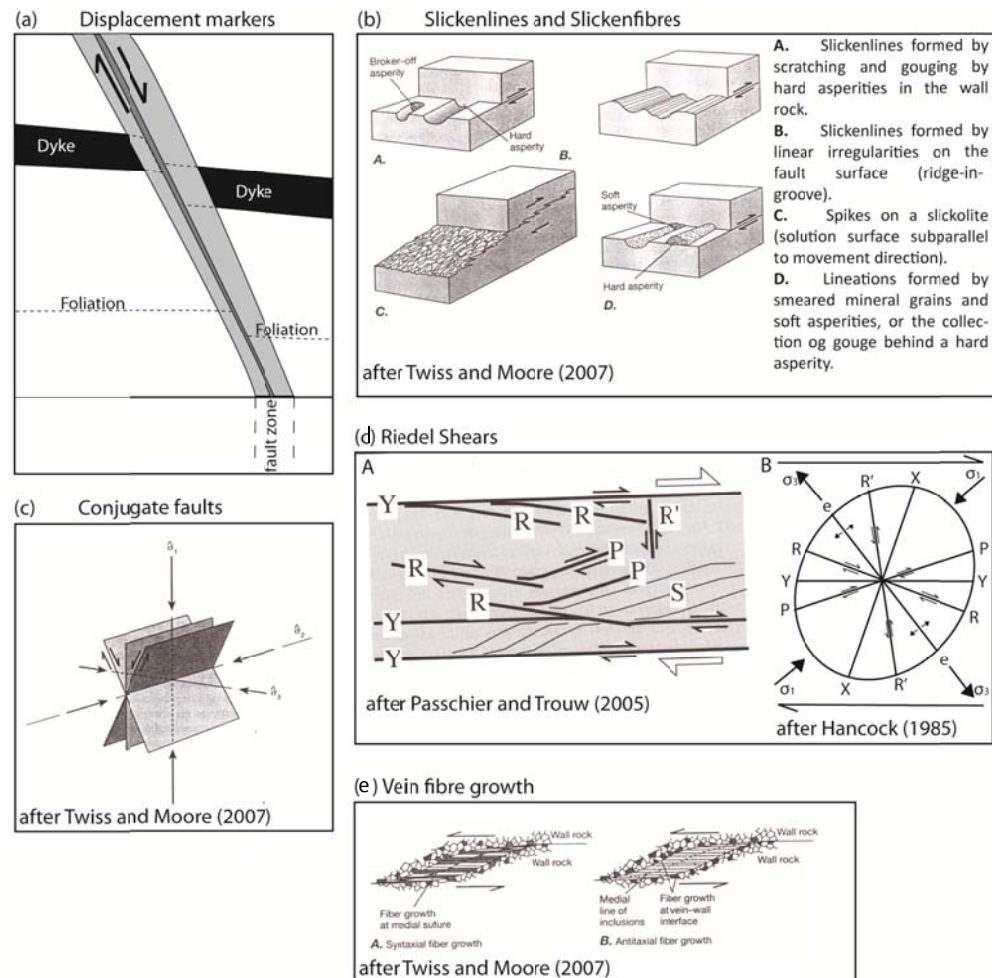 (a) Displacement markers
Dyke
Dyke
Foliation
Foliation
fault zone
(b) Slickenlines and Slickenfibres
Broker-off
asperity
Hard
asperity
A.
B.
Soft
asperity
Hard asperity
C.
D.
after Twiss and Moore (2007)
A. Slickenlines formed by
scratching and gouging by
hard asperities in the wall
rock.
B. Slickenlines formed by
linear irregularities on the
fault surface (ridge-in-
groove).
C. Spikes on a slickolite
(solution surface subparallel
to movement direction).
D. Lineations formed by
smeared mineral grains and
soft asperities, or the collec-
tion og gouge behind a hard
asperity.
(c) Conjugate faults
σ̂₁
σ̂₂
σ̂₃
after Twiss and Moore (2007)
(d) Riedel Shears
A
Y
R
R
R'
R
P
P
R
S
Y
Y
after Passchier and Trouw (2005)
B
σ3
R'
X
σ1
e
R
P
Y
Y
P
R
e
σ1
X
R'
σ3
after Hancock (1985)
(e) Vein fibre growth
Wall rock
Wall rock
Fiber growth
at medial suture
A. Syntaxial fiber growth
Wall rock
Wall rock
Medial
line of
inclusions
Fiber growth
at vein–wall
interface
B. Antitaxial fiber growth
after Twiss and Moore (2007)